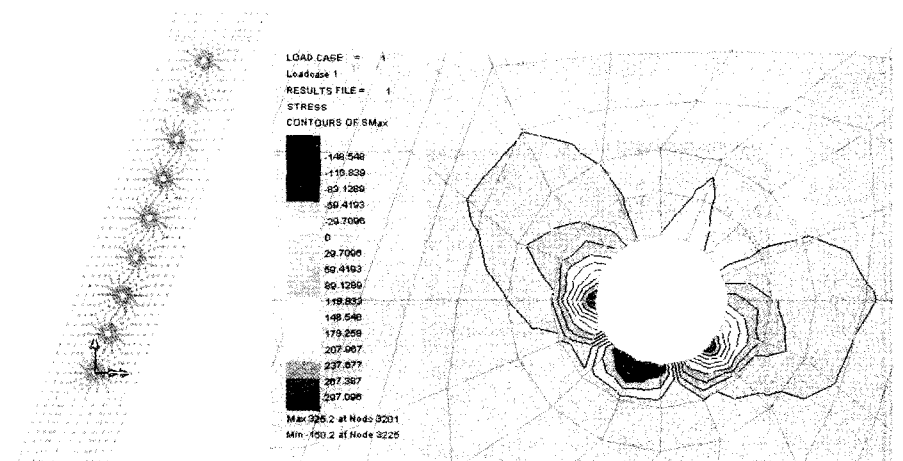 LOAD CASE = 1
Loadcase 1
RESULTS FILE = 1
STRESS
CONTOURS OF SMax
-148.548
-118.839
-89.1289
-59.4193
-29.7096
0
29.7096
59.4193
89.1289
118.839
148.548
178.258
207.967
237.677
267.387
297.096
Max 325.2 at Node 3201
Min -150.2 at Node 3225